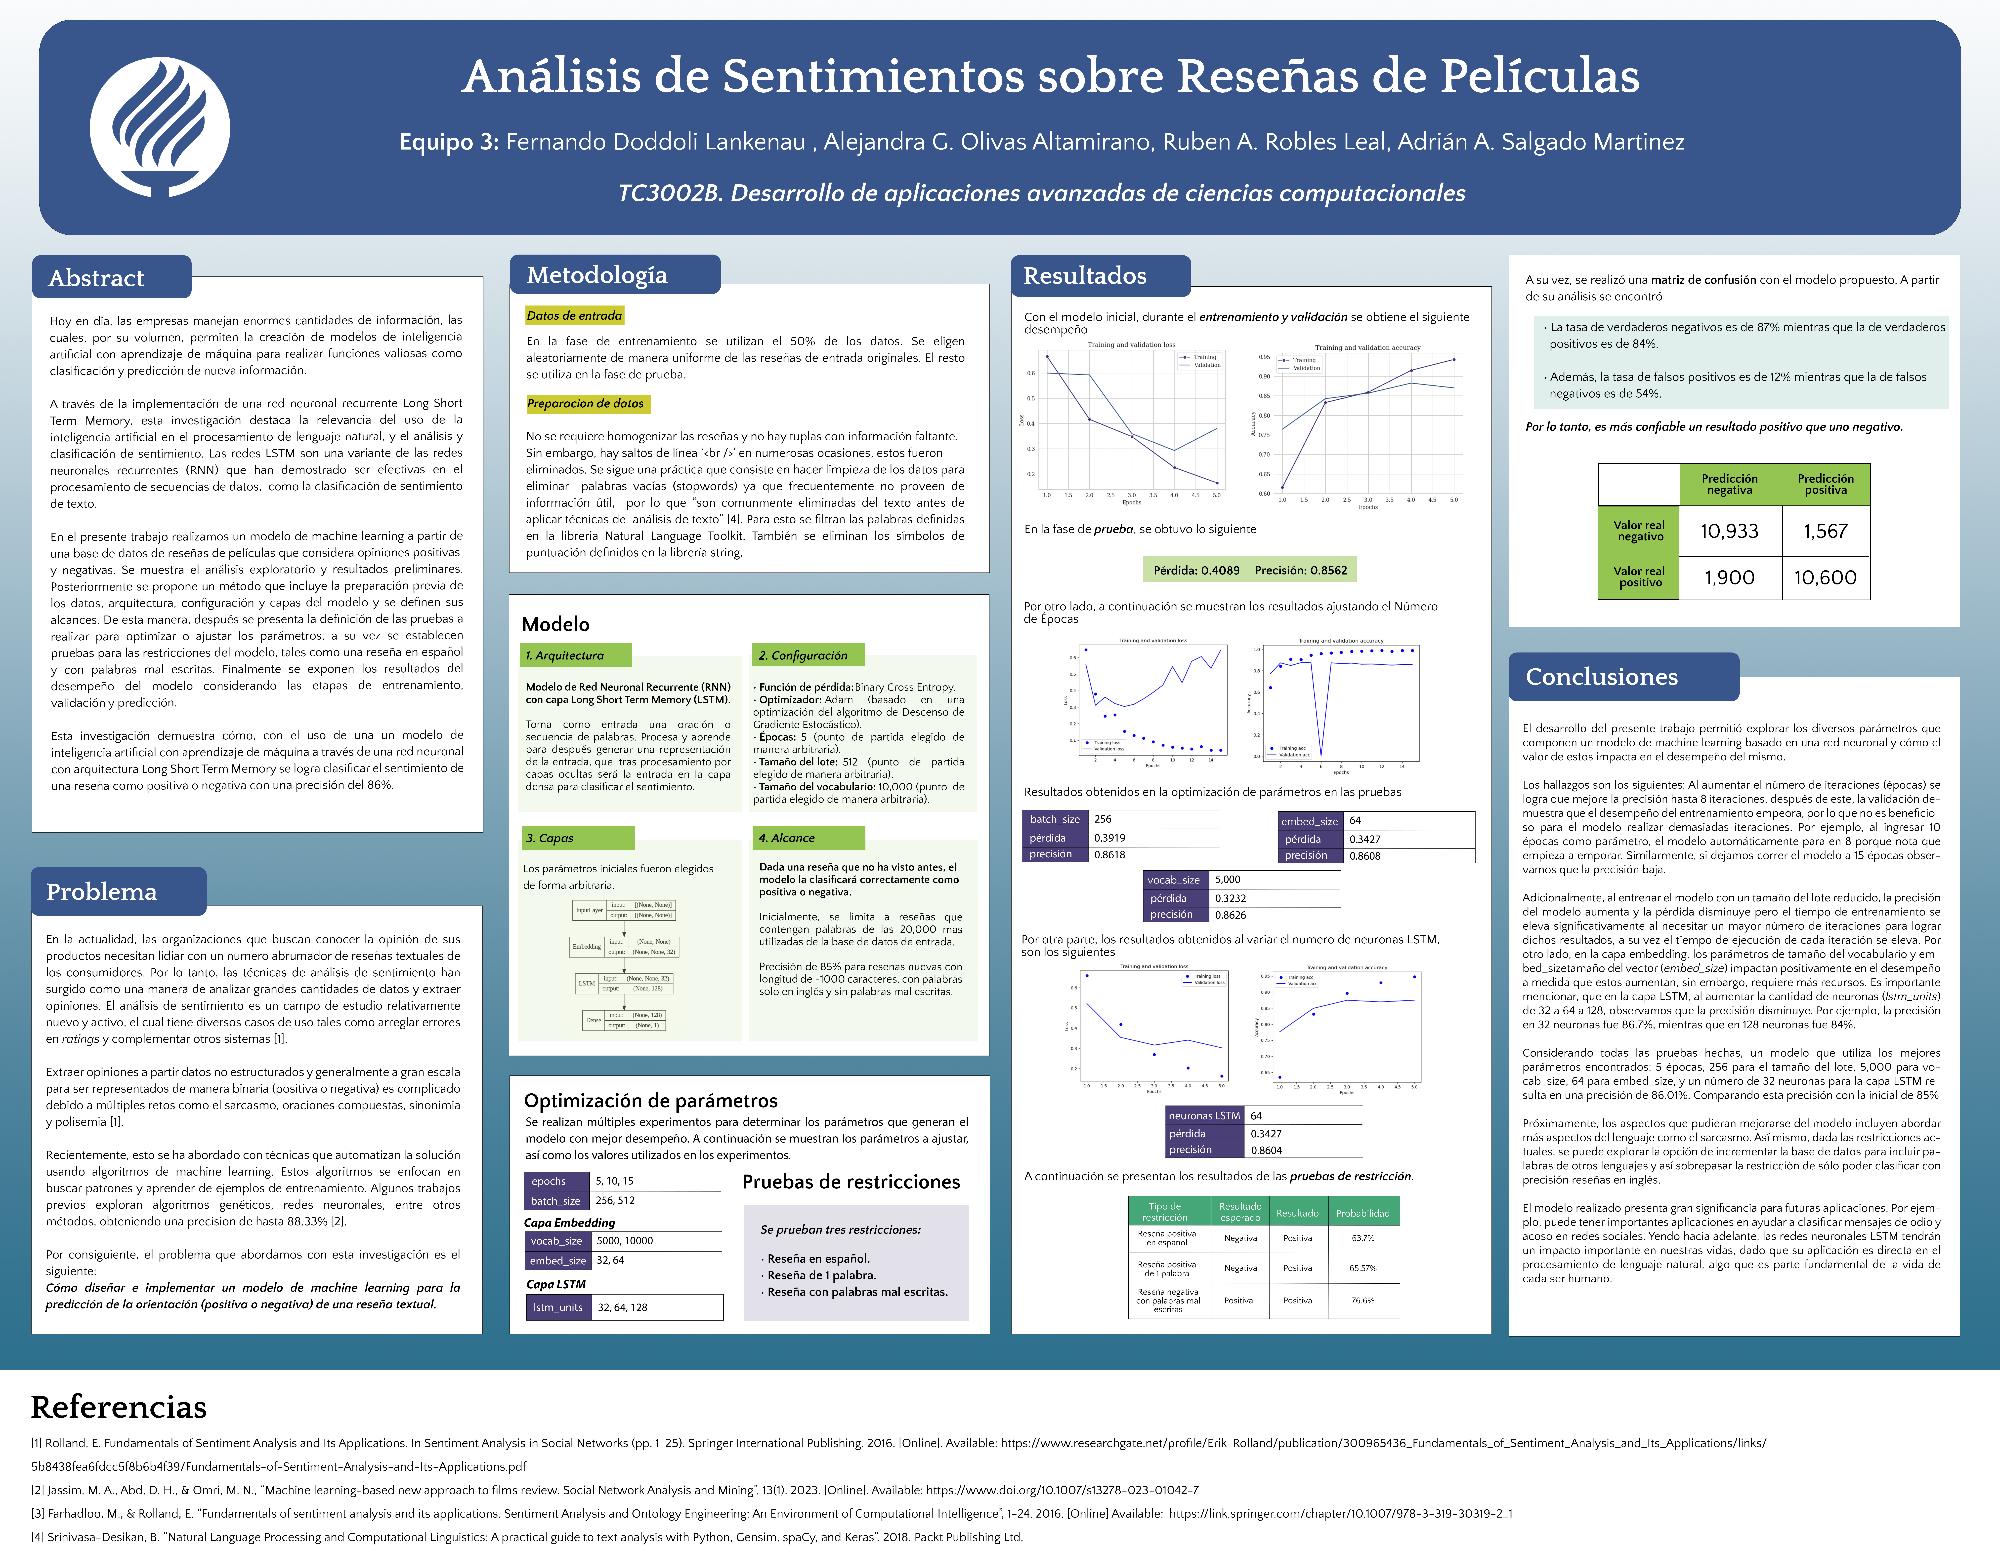 Análisis de Sentimientos sobre Reseñas de Películas
Equipo 3: Fernando Doddoli Lankenau , Alejandra G. Olivas Altamirano, Ruben A. Robles Leal, Adrián A. Salgado Martinez
TC3002B. Desarrollo de aplicaciones avanzadas de ciencias computacionales
Abstract
Hoy en día, las empresas manejan enormes cantidades de información, las
cuales, por su volumen, permiten la creación de modelos de inteligencia
artificial con aprendizaje de máquina para realizar funciones valiosas como
clasificación y predicción de nueva información.
A través de la implementación de una red neuronal recurrente Long Short
Term Memory, esta investigación destaca la relevancia del uso de la
inteligencia artificial en el procesamiento de lenguaje natural, y el análisis y
clasificación de sentimiento. Las redes LSTM son una variante de las redes
neuronales recurrentes (RNN) que han demostrado ser efectivas en el
procesamiento de secuencias de datos, como la clasificación de sentimiento
de texto.
En el presente trabajo realizamos un modelo de machine learning a partir de
una base de datos de reseñas de películas que considera opiniones positivas
y negativas. Se muestra el análisis exploratorio y resultados preliminares.
Posteriormente se propone un método que incluye la preparación previa de
los datos, arquitectura, configuración y capas del modelo y se definen sus
alcances. De esta manera, después se presenta la definición de las pruebas a
realizar para optimizar o ajustar los parámetros, a su vez se establecen
pruebas para las restricciones del modelo, tales como una reseña en español
y con palabras mal escritas. Finalmente se exponen los resultados del
desempeño del modelo considerando las etapas de entrenamiento,
validación y predicción.
Esta investigación demuestra cómo, con el uso de una un modelo de
inteligencia artificial con aprendizaje de máquina a través de una red neuronal
con arquitectura Long Short Term Memory se logra clasificar el sentimiento de
una reseña como positiva o negativa con una precisión del 86%.
Problema
En la actualidad, las organizaciones que buscan conocer la opinión de sus
productos necesitan lidiar con un numero abrumador de reseñas textuales de
los consumidores. Por lo tanto, las técnicas de análisis de sentimiento han
surgido como una manera de analizar grandes cantidades de datos y extraer
opiniones. El análisis de sentimiento es un campo de estudio relativamente
nuevo y activo, el cual tiene diversos casos de uso tales como arreglar errores
en ratings y complementar otros sistemas [1].
Extraer opiniones a partir datos no estructurados y generalmente a gran escala
para ser representados de manera binaria (positiva o negativa) es complicado
debido a múltiples retos como el sarcasmo, oraciones compuestas, sinonimia
y polisemia [1].
Recientemente, esto se ha abordado con técnicas que automatizan la solución
usando algoritmos de machine learning. Estos algoritmos se enfocan en
buscar patrones y aprender de ejemplos de entrenamiento. Algunos trabajos
previos exploran algoritmos genéticos, redes neuronales, entre otros
métodos, obteniendo una precision de hasta 88.33% [2].
Por consiguiente, el problema que abordamos con esta investigación es el
siguiente:
Cómo diseñar e implementar un modelo de machine learning para la
predicción de la orientación (positiva o negativa) de una reseña textual.
Metodología
Datos de entrada
En la fase de entrenamiento se utilizan el 50% de los datos. Se eligen
aleatoriamente de manera uniforme de las reseñas de entrada originales. El resto
se utiliza en la fase de prueba.
Preparacion de datos
No se requiere homogenizar las reseñas y no hay tuplas con información faltante.
Sin embargo, hay saltos de línea '<br />' en numerosas ocasiones, estos fueron
eliminados. Se sigue una práctica que consiste en hacer limpieza de los datos para
eliminar palabras vacías (stopwords) ya que frecuentemente no proveen de
información útil, por lo que "son comunmente eliminadas del texto antes de
aplicar técnicas de análisis de texto" [4]. Para esto se filtran las palabras definidas
en la libreria Natural Language Toolkit. También se eliminan los símbolos de
puntuación definidos en la librería string.
Modelo
1. Arquitectura
Modelo de Red Neuronal Recurrente (RNN)
con capa Long Short Term Memory (LSTM).
Toma como entrada una oración o
secuencia de palabras. Procesa y aprende
para después generar una representación
de la entrada, que tras procesamiento por
capas ocultas será la entrada en la capa
densa para clasificar el sentimiento.
2. Configuración
• Función de pérdida: Binary Cross Entropy.
• Optimizador: Adam (basado en una
optimización del algoritmo de Descenso de
Gradiente Estocástico).
• Épocas: 5 (punto de partida elegido de
manera arbitraria).
• Tamaño del lote: 512 (punto de partida
elegido de manera arbitraria).
• Tamaño del vocabulario: 10,000 (punto de
partida elegido de manera arbitraria).
3. Capas
Los parámetros iniciales fueron elegidos
de forma arbitraria.
InputLayer input: [(None, None)]
output: [(None, None)]
Embedding input: (None, None)
output: (None, None, 32)
LSTM input: (None, None, 32)
output: (None, 128)
Dense input: (None, 128)
output: (None, 1)
4. Alcance
Dada una reseña que no ha visto antes, el
modelo la clasificará correctamente como
positiva o negativa.
Inicialmente, se limita a reseñas que
contengan palabras de las 20,000 mas
utilizadas de la base de datos de entrada.
Precisión de 85% para resenas nuevas con
longitud de ~1000 caracteres, con palabras
solo en inglés y sin palabras mal escritas.
Optimización de parámetros
Se realizan múltiples experimentos para determinar los parámetros que generan el
modelo con mejor desempeño. A continuación se muestran los parámetros a ajustar,
así como los valores utilizados en los experimentos.
epochs 5, 10, 15
batch_size 256, 512
Capa Embedding
vocab_size 5000, 10000
embed_size 32, 64
Capa LSTM
lstm_units 32, 64, 128
Pruebas de restricciones
Se prueban tres restricciones:
• Reseña en español.
• Reseña de 1 palabra.
• Reseña con palabras mal escritas.
Resultados
Con el modelo inicial, durante el entrenamiento y validación se obtiene el siguiente
desempeño
Training and validation loss
Training
Validation
Loss
Epochs
Training and validation accuracy
Training
Validation
Accuracy
Epochs
En la fase de prueba, se obtuvo lo siguiente
Pérdida: 0.4089 Precisión: 0.8562
Por otro lado, a continuación se muestran los resultados ajustando el Número
de Épocas
Training and validation loss
Training loss
Validation loss
Loss
Epochs
Training and validation accuracy
Training acc
Validation acc
Accuracy
Epochs
Resultados obtenidos en la optimización de parámetros en las pruebas
batch_size 256
pérdida 0.3919
precisión 0.8618
embed_size 64
pérdida 0.3427
precisión 0.8608
vocab_size 5,000
pérdida 0.3232
precisión 0.8626
Por otra parte, los resultados obtenidos al variar el numero de neuronas LSTM,
son los siguientes
Training and validation loss
Training loss
Validation loss
Loss
Epochs
Training and validation accuracy
Training acc
Validation acc
Accuracy
Epochs
neuronas LSTM 64
pérdida 0.3427
precisión 0.8604
A continuación se presentan los resultados de las pruebas de restricción.
Tipo de restricción Resultado esperado Resultado Probabilidad
Reseña positiva en español Negativa Positiva 63.7%
Reseña positiva de 1 palabra Negativa Positiva 65.57%
Resena negativa con palabras mal escritas Positiva Positiva 76.6%
A su vez, se realizó una matriz de confusión con el modelo propuesto. A partir
de su análisis se encontró
• La tasa de verdaderos negativos es de 87% mientras que la de verdaderos
positivos es de 84%.
• Además, la tasa de falsos positivos es de 12% mientras que la de falsos
negativos es de 54%.
Por lo tanto, es más confiable un resultado positivo que uno negativo.
Predicción negativa Predicción positiva
Valor real negativo 10,933 1,567
Valor real positivo 1,900 10,600
Conclusiones
El desarrollo del presente trabajo permitió explorar los diversos parámetros que
componen un modelo de machine learning basado en una red neuronal y cómo el
valor de estos impacta en el desempeño del mismo.
Los hallazgos son los siguientes: Al aumentar el número de iteraciones (épocas) se
logra que mejore la precisión hasta 8 iteraciones, después de este, la validación de-
muestra que el desempeño del entrenamiento empeora, por lo que no es beneficio-
so para el modelo realizar demasiadas iteraciones. Por ejemplo, al ingresar 10
épocas como parámetro, el modelo automáticamente para en 8 porque nota que
empieza a emporar. Similarmente, si dejamos correr el modelo a 15 épocas obser-
vamos que la precisión baja.
Adicionalmente, al entrenar el modelo con un tamaño del lote reducido, la precisión
del modelo aumenta y la pérdida disminuye pero el tiempo de entrenamiento se
eleva significativamente al necesitar un mayor número de iteraciones para lograr
dichos resultados, a su vez el tiempo de ejecución de cada iteración se eleva. Por
otro lado, en la capa embedding, los parámetros de tamaño del vocabulario y em-
bed_sizetamaño del vector (embed_size) impactan positivamente en el desempeño
a medida que estos aumentan, sin embargo, requiere más recursos. Es importante
mencionar, que en la capa LSTM, al aumentar la cantidad de neuronas (lstm_units)
de 32 a 64 a 128, observamos que la precisión disminuye. Por ejemplo, la precisión
en 32 neuronas fue 86.7%, mientras que en 128 neuronas fue 84%.
Considerando todas las pruebas hechas, un modelo que utiliza los mejores
parámetros encontrados: 5 épocas, 256 para el tamaño del lote, 5,000 para vo-
cab_size, 64 para embed_size, y un número de 32 neuronas para la capa LSTM re-
sulta en una precisión de 86.01%. Comparando esta precisión con la inicial de 85%
Próximamente, los aspectos que pudieran mejorarse del modelo incluyen abordar
más aspectos del lenguaje como el sarcasmo. Así mismo, dada las restricciones ac-
tuales, se puede explorar la opción de incrementar la base de datos para incluir pa-
labras de otros lenguajes y así sobrepasar la restricción de sólo poder clasificar con
precisión reseñas en inglés.
El modelo realizado presenta gran significancia para futuras aplicaciones. Por ejem-
plo, puede tener importantes aplicaciones en ayudar a clasificar mensajes de odio y
acoso en redes sociales. Yendo hacia adelante, las redes neuronales LSTM tendrán
un impacto importante en nuestras vidas, dado que su aplicación es directa en el
procesamiento de lenguaje natural, algo que es parte fundamental de la vida de
cada ser humano.
Referencias
[1] Rolland, E. Fundamentals of Sentiment Analysis and Its Applications. In Sentiment Analysis in Social Networks (pp. 1-25). Springer International Publishing. 2016. [Online]. Available: https://www.researchgate.net/profile/Erik-Rolland/publication/300965436_Fundamentals_of_Sentiment_Analysis_and_Its_Applications/links/
5b8438fea6fdcc5f8b6b4f39/Fundamentals-of-Sentiment-Analysis-and-Its-Applications.pdf
[2] Jassim, M. A., Abd, D. H., & Omri, M. N., "Machine learning-based new approach to films review. Social Network Analysis and Mining", 13(1). 2023. [Online]. Available: https://www.doi.org/10.1007/s13278-023-01042-7
[3] Farhadloo, M., & Rolland, E. "Fundamentals of sentiment analysis and its applications. Sentiment Analysis and Ontology Engineering: An Environment of Computational Intelligence", 1-24. 2016. [Online] Available: https://link.springer.com/chapter/10.1007/978-3-319-30319-2_1
[4] Srinivasa-Desikan, B. "Natural Language Processing and Computational Linguistics: A practical guide to text analysis with Python, Gensim, spaCy, and Keras". 2018. Packt Publishing Ltd.